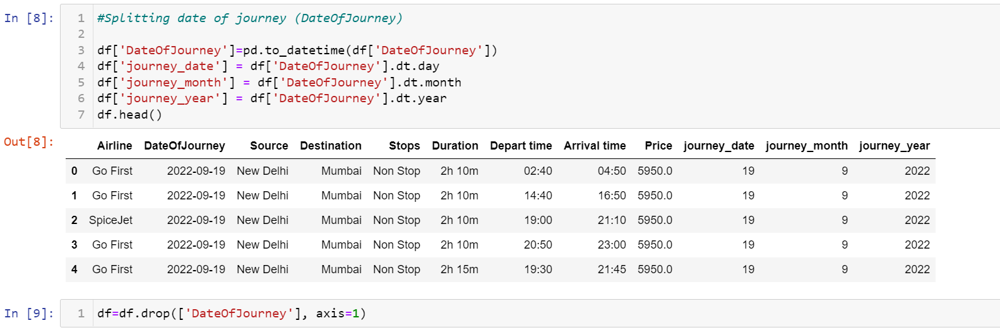 In [8]:
1 #Splitting date of journey (DateOfJourney)
2
3 df['DateOfJourney']=pd.to_datetime(df['DateOfJourney'])
4 df['journey_date'] = df['DateOfJourney'].dt.day
5 df['journey_month'] = df['DateOfJourney'].dt.month
6 df['journey_year'] = df['DateOfJourney'].dt.year
7 df.head()
Out[8]:
Airline DateOfJourney Source Destination Stops Duration Depart time Arrival time Price journey_date journey_month journey_year
0 Go First 2022-09-19 New Delhi Mumbai Non Stop 2h 10m 02:40 04:50 5950.0 19 9 2022
1 Go First 2022-09-19 New Delhi Mumbai Non Stop 2h 10m 14:40 16:50 5950.0 19 9 2022
2 SpiceJet 2022-09-19 New Delhi Mumbai Non Stop 2h 10m 19:00 21:10 5950.0 19 9 2022
3 Go First 2022-09-19 New Delhi Mumbai Non Stop 2h 10m 20:50 23:00 5950.0 19 9 2022
4 Go First 2022-09-19 New Delhi Mumbai Non Stop 2h 15m 19:30 21:45 5950.0 19 9 2022
In [9]:
1 df=df.drop(['DateOfJourney'], axis=1)